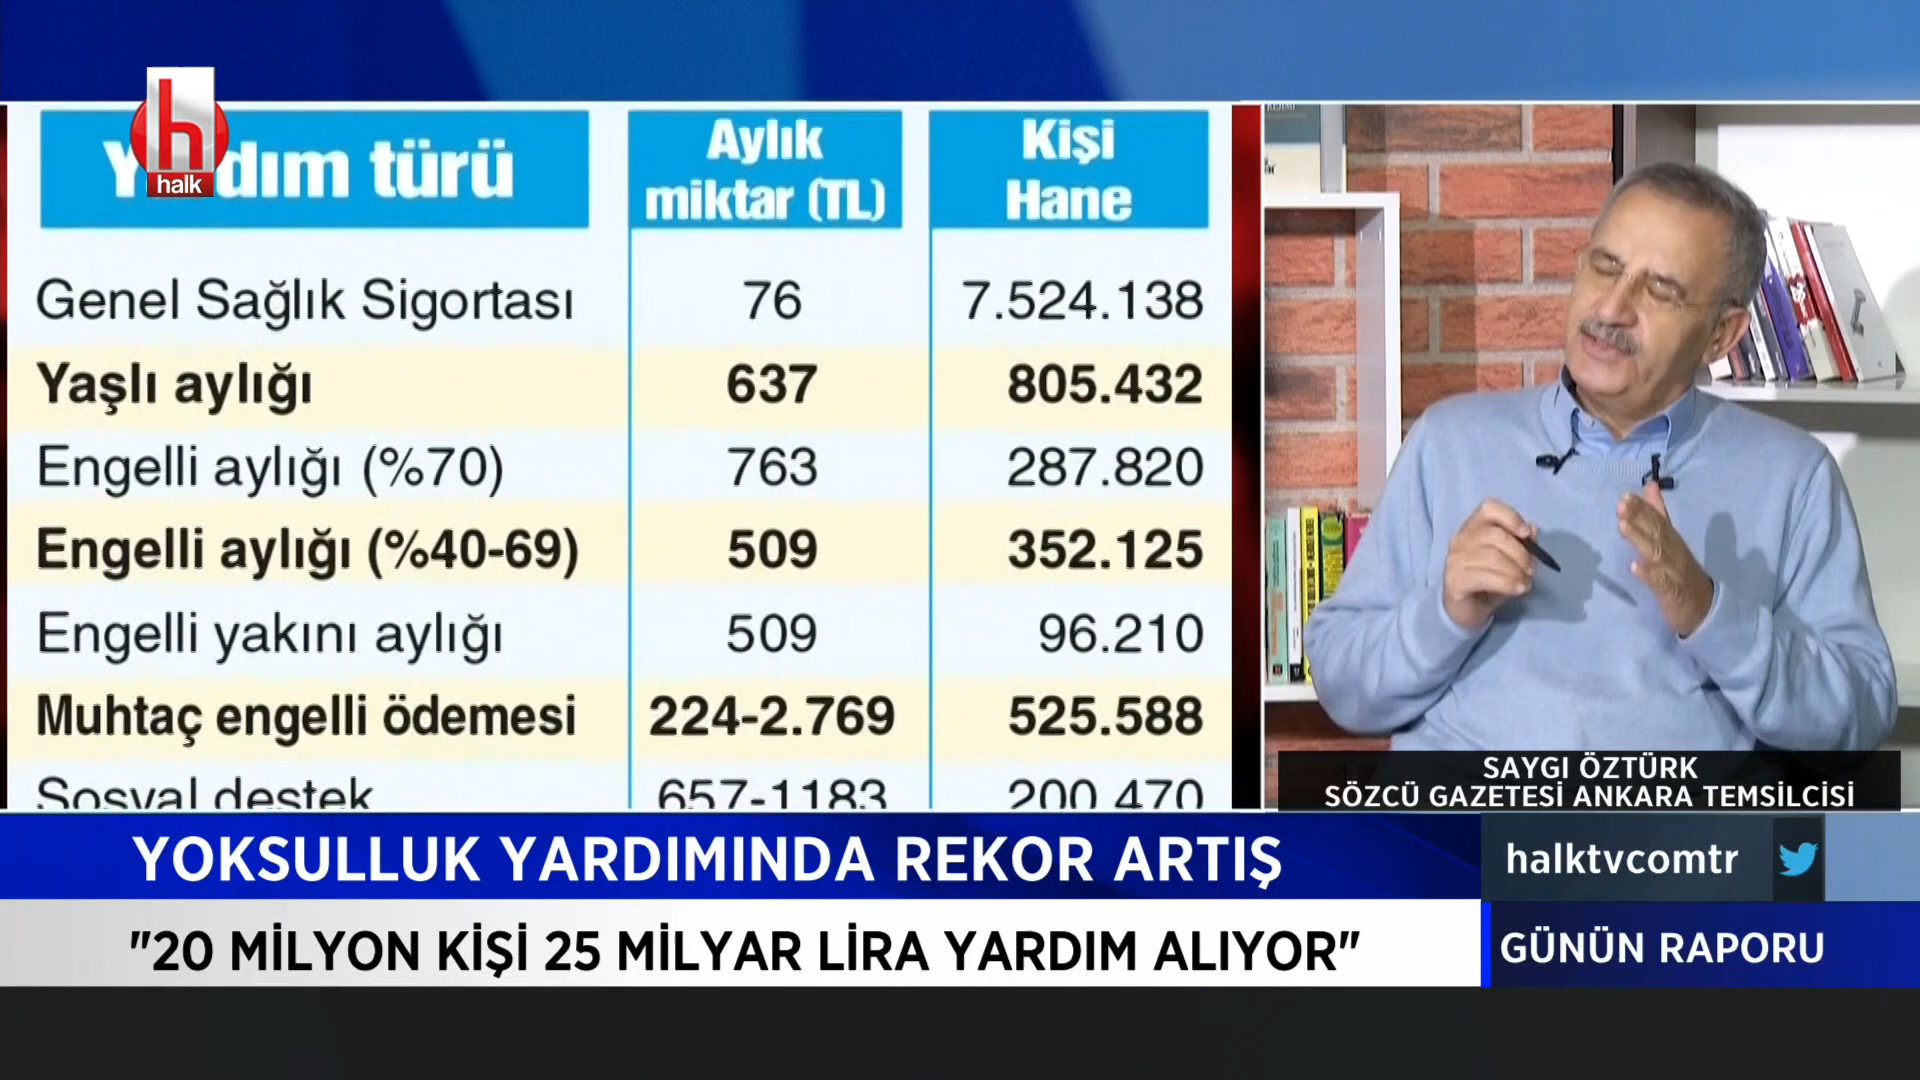 h
halk
Yardım türü
Aylık
miktar (TL)
Kişi
Hane
Genel Sağlık Sigortası 76 7.524.138
Yaşlı aylığı 637 805.432
Engelli aylığı (%70) 763 287.820
Engelli aylığı (%40-69) 509 352.125
Engelli yakını aylığı 509 96.210
Muhtaç engelli ödemesi 224-2.769 525.588
Sosyal destek 657-1183 200.470
SAYGI ÖZTÜRK
SÖZCÜ GAZETESİ ANKARA TEMSİLCİSİ
YOKSULLUK YARDIMINDA REKOR ARTIŞ
halktvcomtr
"20 MİLYON KİŞİ 25 MİLYAR LİRA YARDIM ALIYOR"
GÜNÜN RAPORU